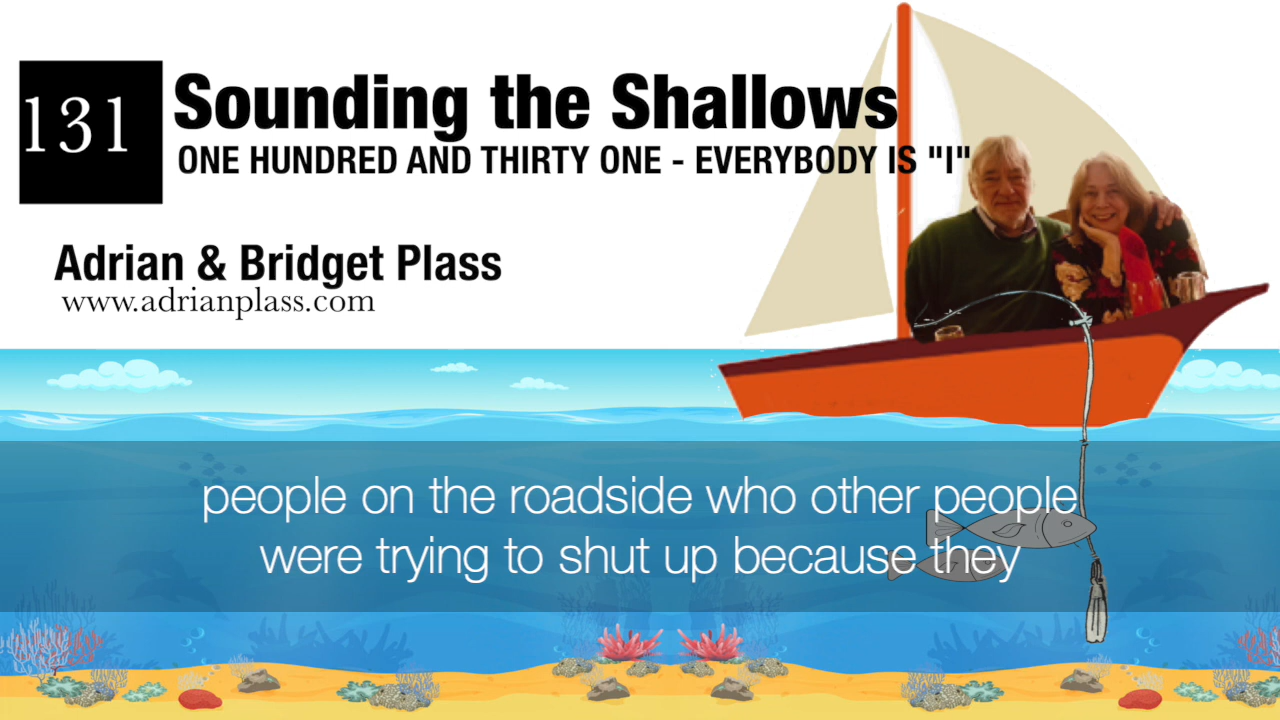 131
Sounding the Shallows
ONE HUNDRED AND THIRTY ONE - EVERYBODY IS "I"
Adrian & Bridget Plass
www.adrianplass.com
people on the roadside who other people
were trying to shut up because they